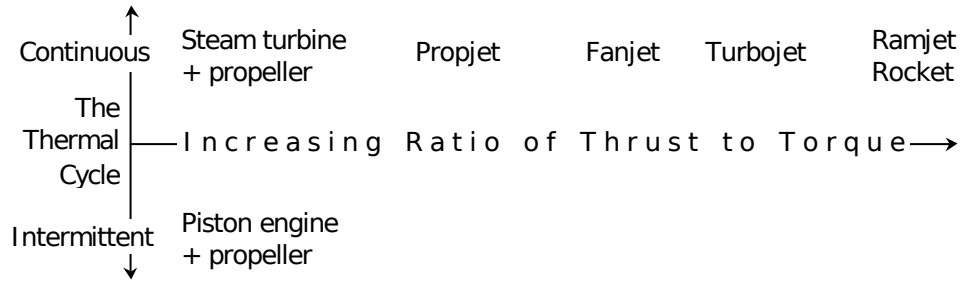 Continuous
Steam turbine
+ propeller
Propjet
Fanjet
Turbojet
Ramjet
Rocket
The
Thermal
Cycle
Increasing Ratio of Thrust to Torque
Intermittent
Piston engine
+ propeller